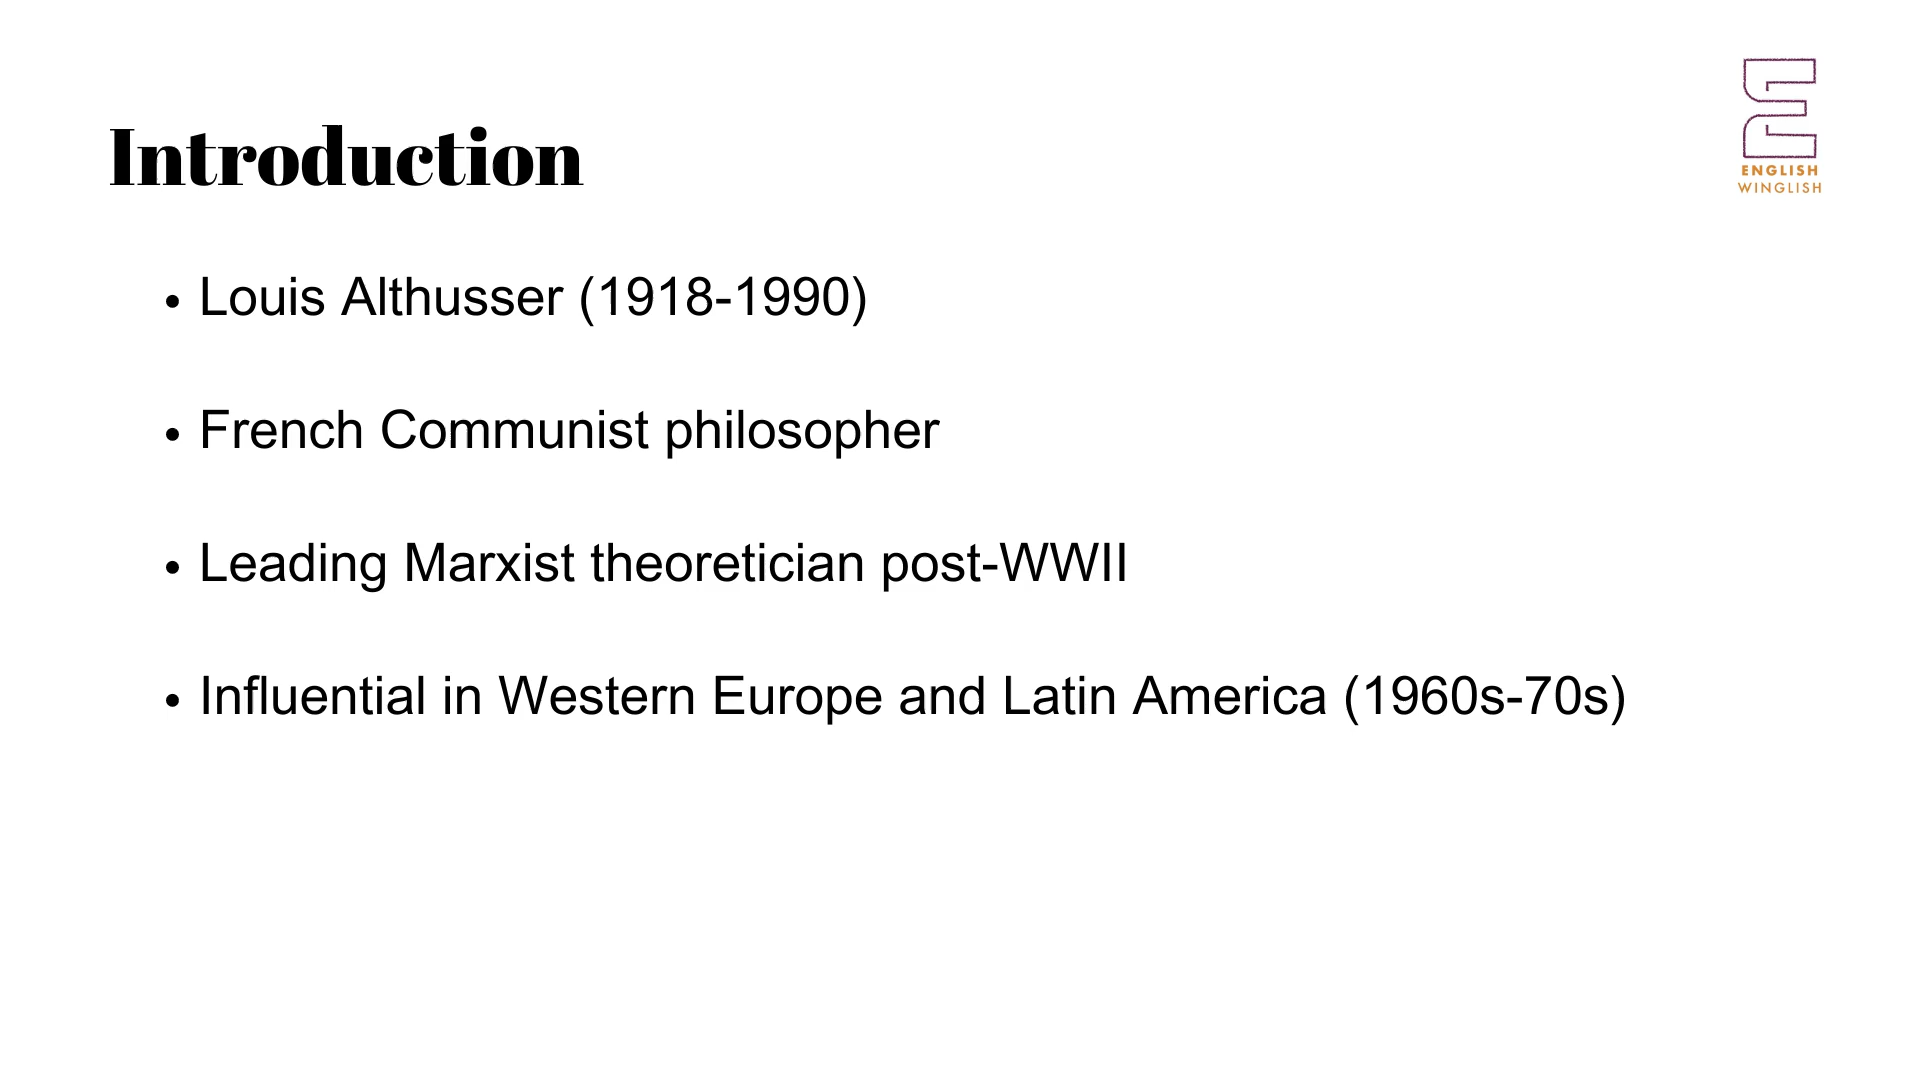 Introduction
ENGLISH
WINGLISH
• Louis Althusser (1918-1990)
• French Communist philosopher
• Leading Marxist theoretician post-WWII
• Influential in Western Europe and Latin America (1960s-70s)